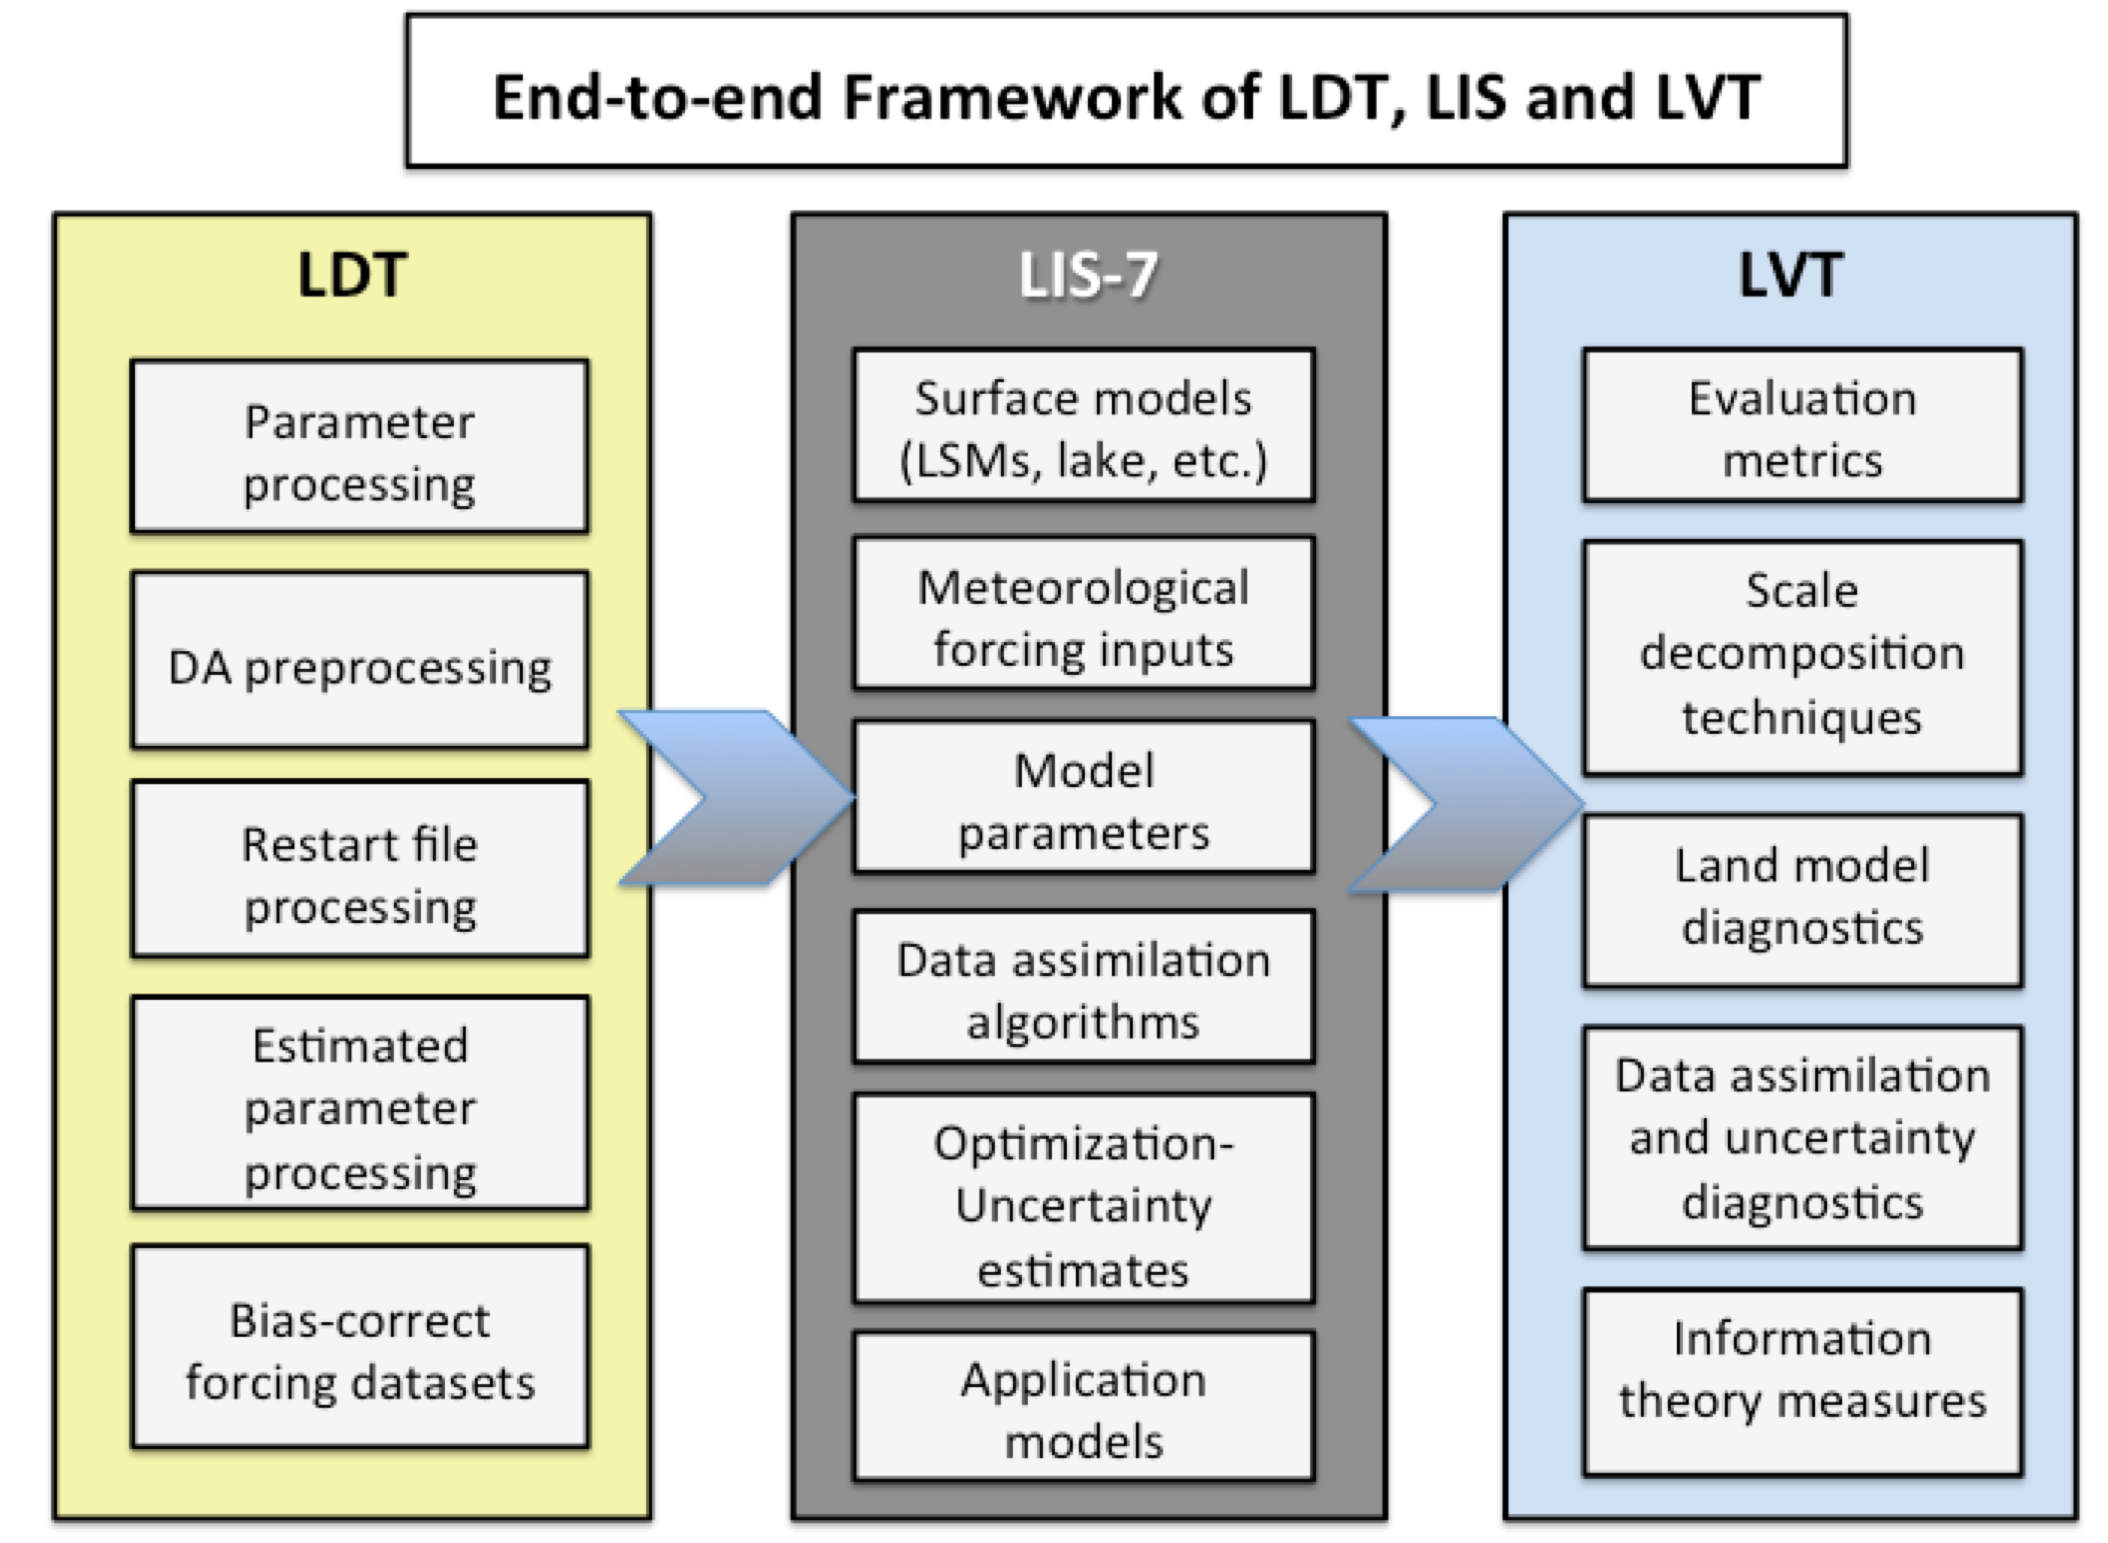 End-to-end Framework of LDT, LIS and LVT
LDT
Parameter
processing
DA preprocessing
Restart file
processing
Estimated
parameter
processing
Bias-correct
forcing datasets
LIS-7
Surface models
(LSMs, lake, etc.)
Meteorological
forcing inputs
Model
parameters
Data assimilation
algorithms
Optimization-
Uncertainty
estimates
Application
models
LVT
Evaluation
metrics
Scale
decomposition
techniques
Land model
diagnostics
Data assimilation
and uncertainty
diagnostics
Information
theory measures